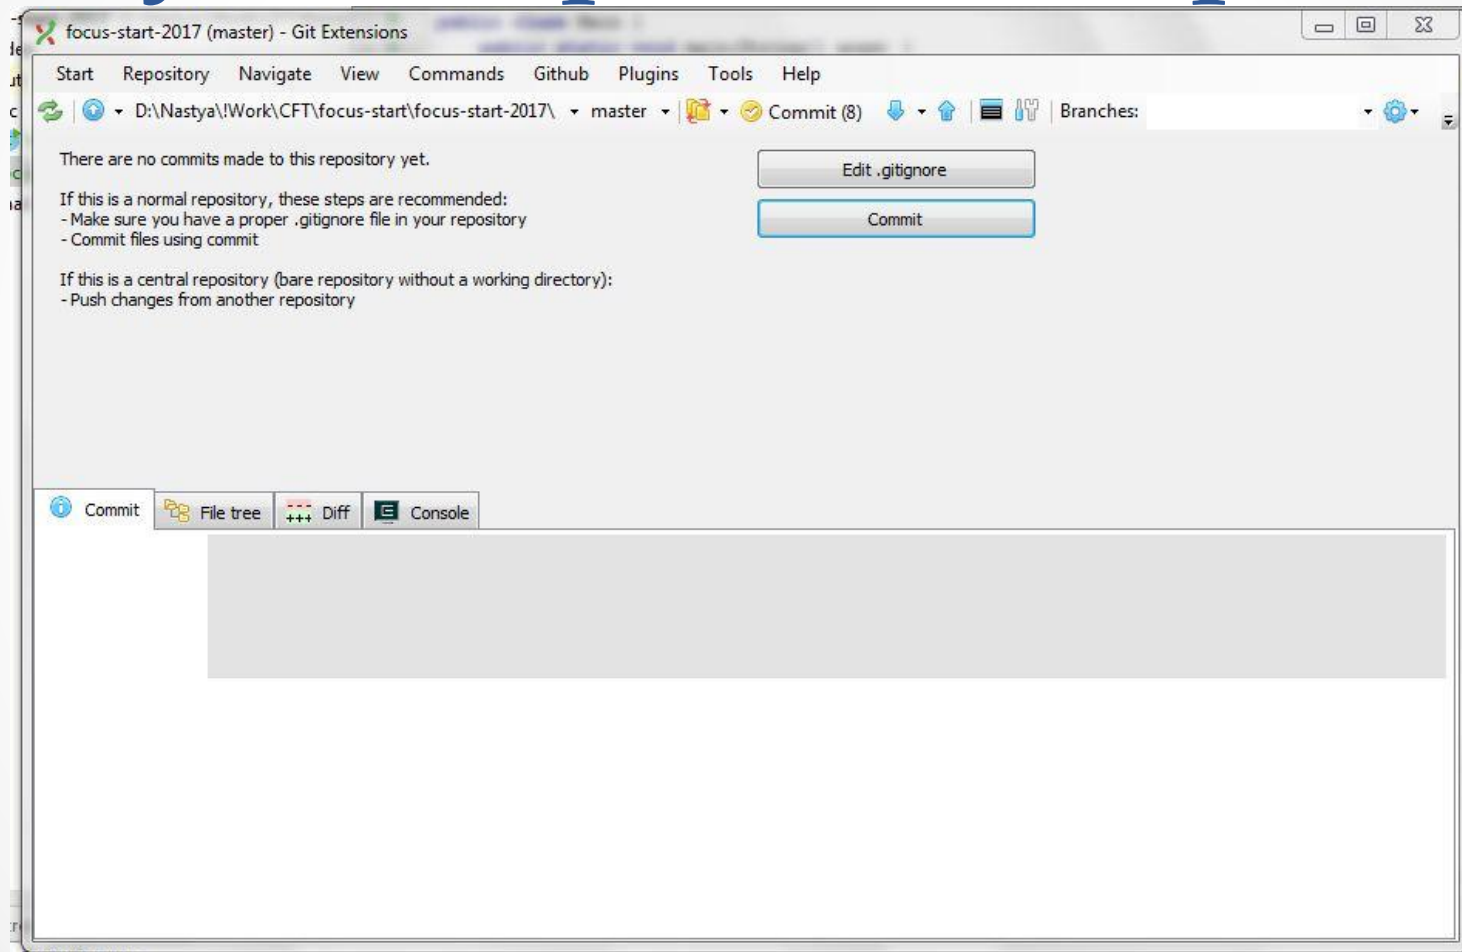 focus-start-2017 (master) - Git Extensions
Start Repository Navigate View Commands Github Plugins Tools Help
D:\Nastya\!Work\CFT\focus-start\focus-start-2017\ master Commit (8) Branches:
There are no commits made to this repository yet.
Edit .gitignore
If this is a normal repository, these steps are recommended:
- Make sure you have a proper .gitignore file in your repository
Commit
- Commit files using commit
If this is a central repository (bare repository without a working directory):
- Push changes from another repository
Commit File tree Diff Console